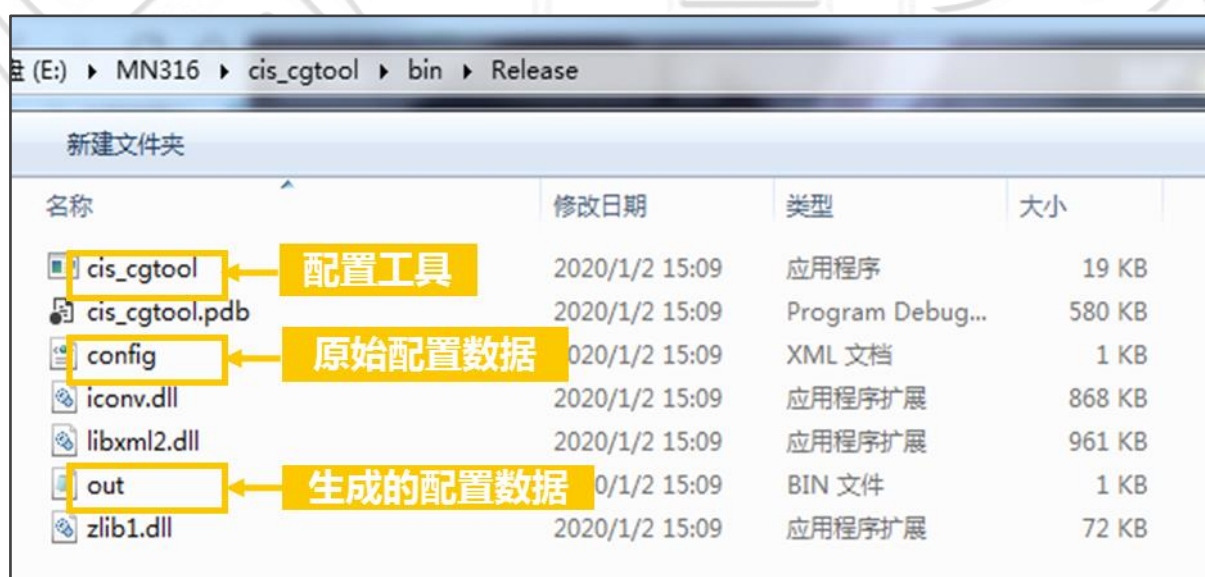 盘 (E:) ▸ MN316 ▸ cis_cgtool ▸ bin ▸ Release
新建文件夹
名称 修改日期 类型 大小
cis_cgtool 配置工具 2020/1/2 15:09 应用程序 19 KB
cis_cgtool.pdb 2020/1/2 15:09 Program Debug... 580 KB
config 原始配置数据 020/1/2 15:09 XML 文档 1 KB
iconv.dll 2020/1/2 15:09 应用程序扩展 868 KB
libxml2.dll 2020/1/2 15:09 应用程序扩展 961 KB
out 生成的配置数据 0/1/2 15:09 BIN 文件 1 KB
zlib1.dll 2020/1/2 15:09 应用程序扩展 72 KB